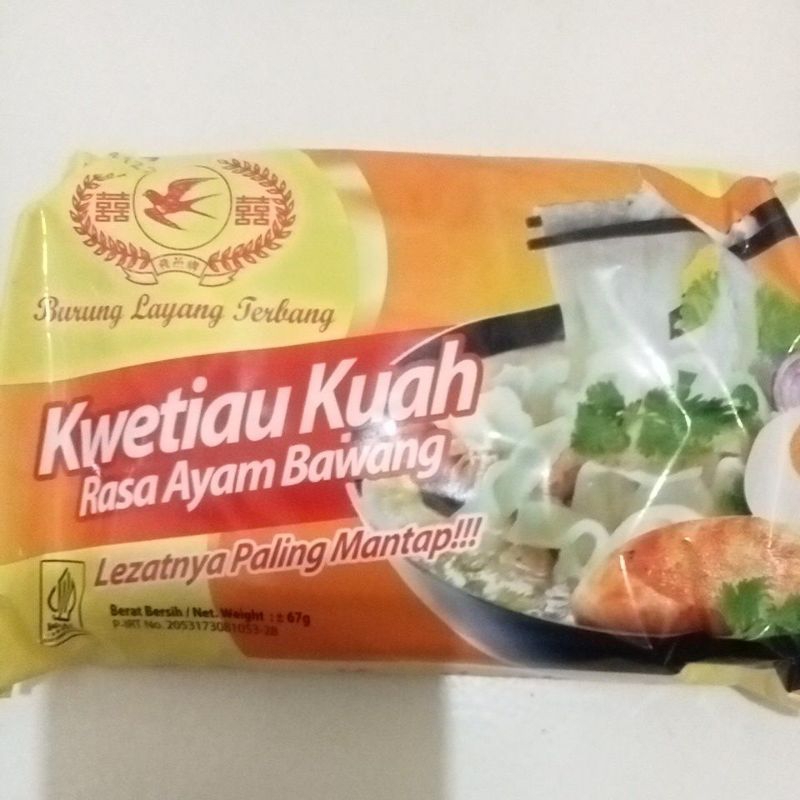 囍 囍
Burung Layang Terbang
Kwetiau Kuah
Rasa Ayam Bawang
Lezatnya Paling Mantap!!!
Berat Bersih / Net. Weight : ± 67g
P-IRT No. 2053173081053-28